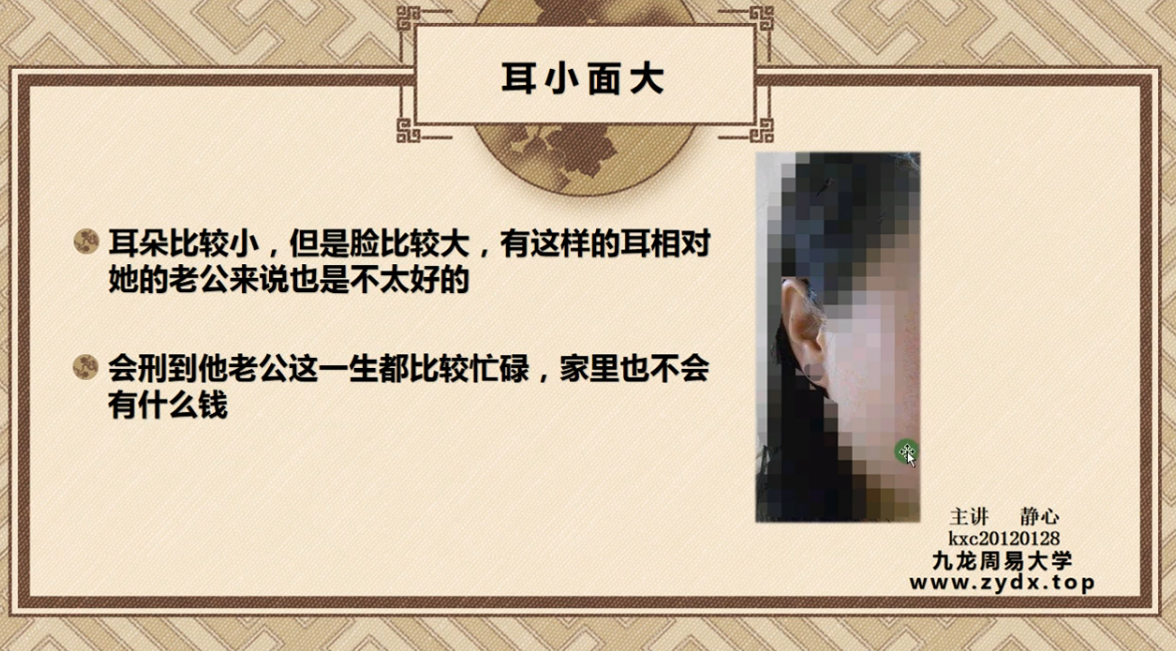 耳小面大
耳朵比较小，但是脸比较大，有这样的耳相对
她的老公来说也是不太好的
会刑到他老公这一生都比较忙碌，家里也不会
有什么钱
主讲 静心
kxc20120128
九龙周易大学
www.zydx.top